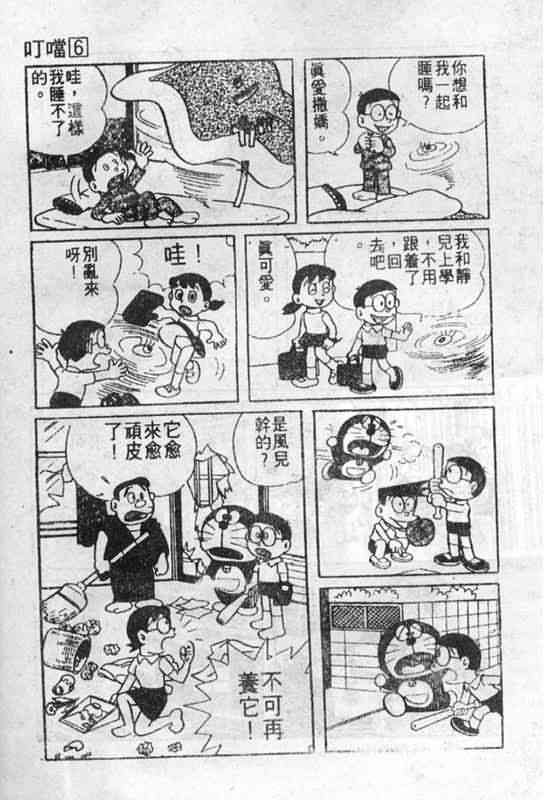 叮噹6
你想和
我一起
睡嗎？
真愛撒嬌。
哇，這樣
我睡不了
的。
我和靜
兒上學
，不用
跟着了
，回
去吧。
真可愛。
哇！
別亂來
呀！
是風兒
幹的？
它愈
來愈
頑皮
了！
不可再
養它！